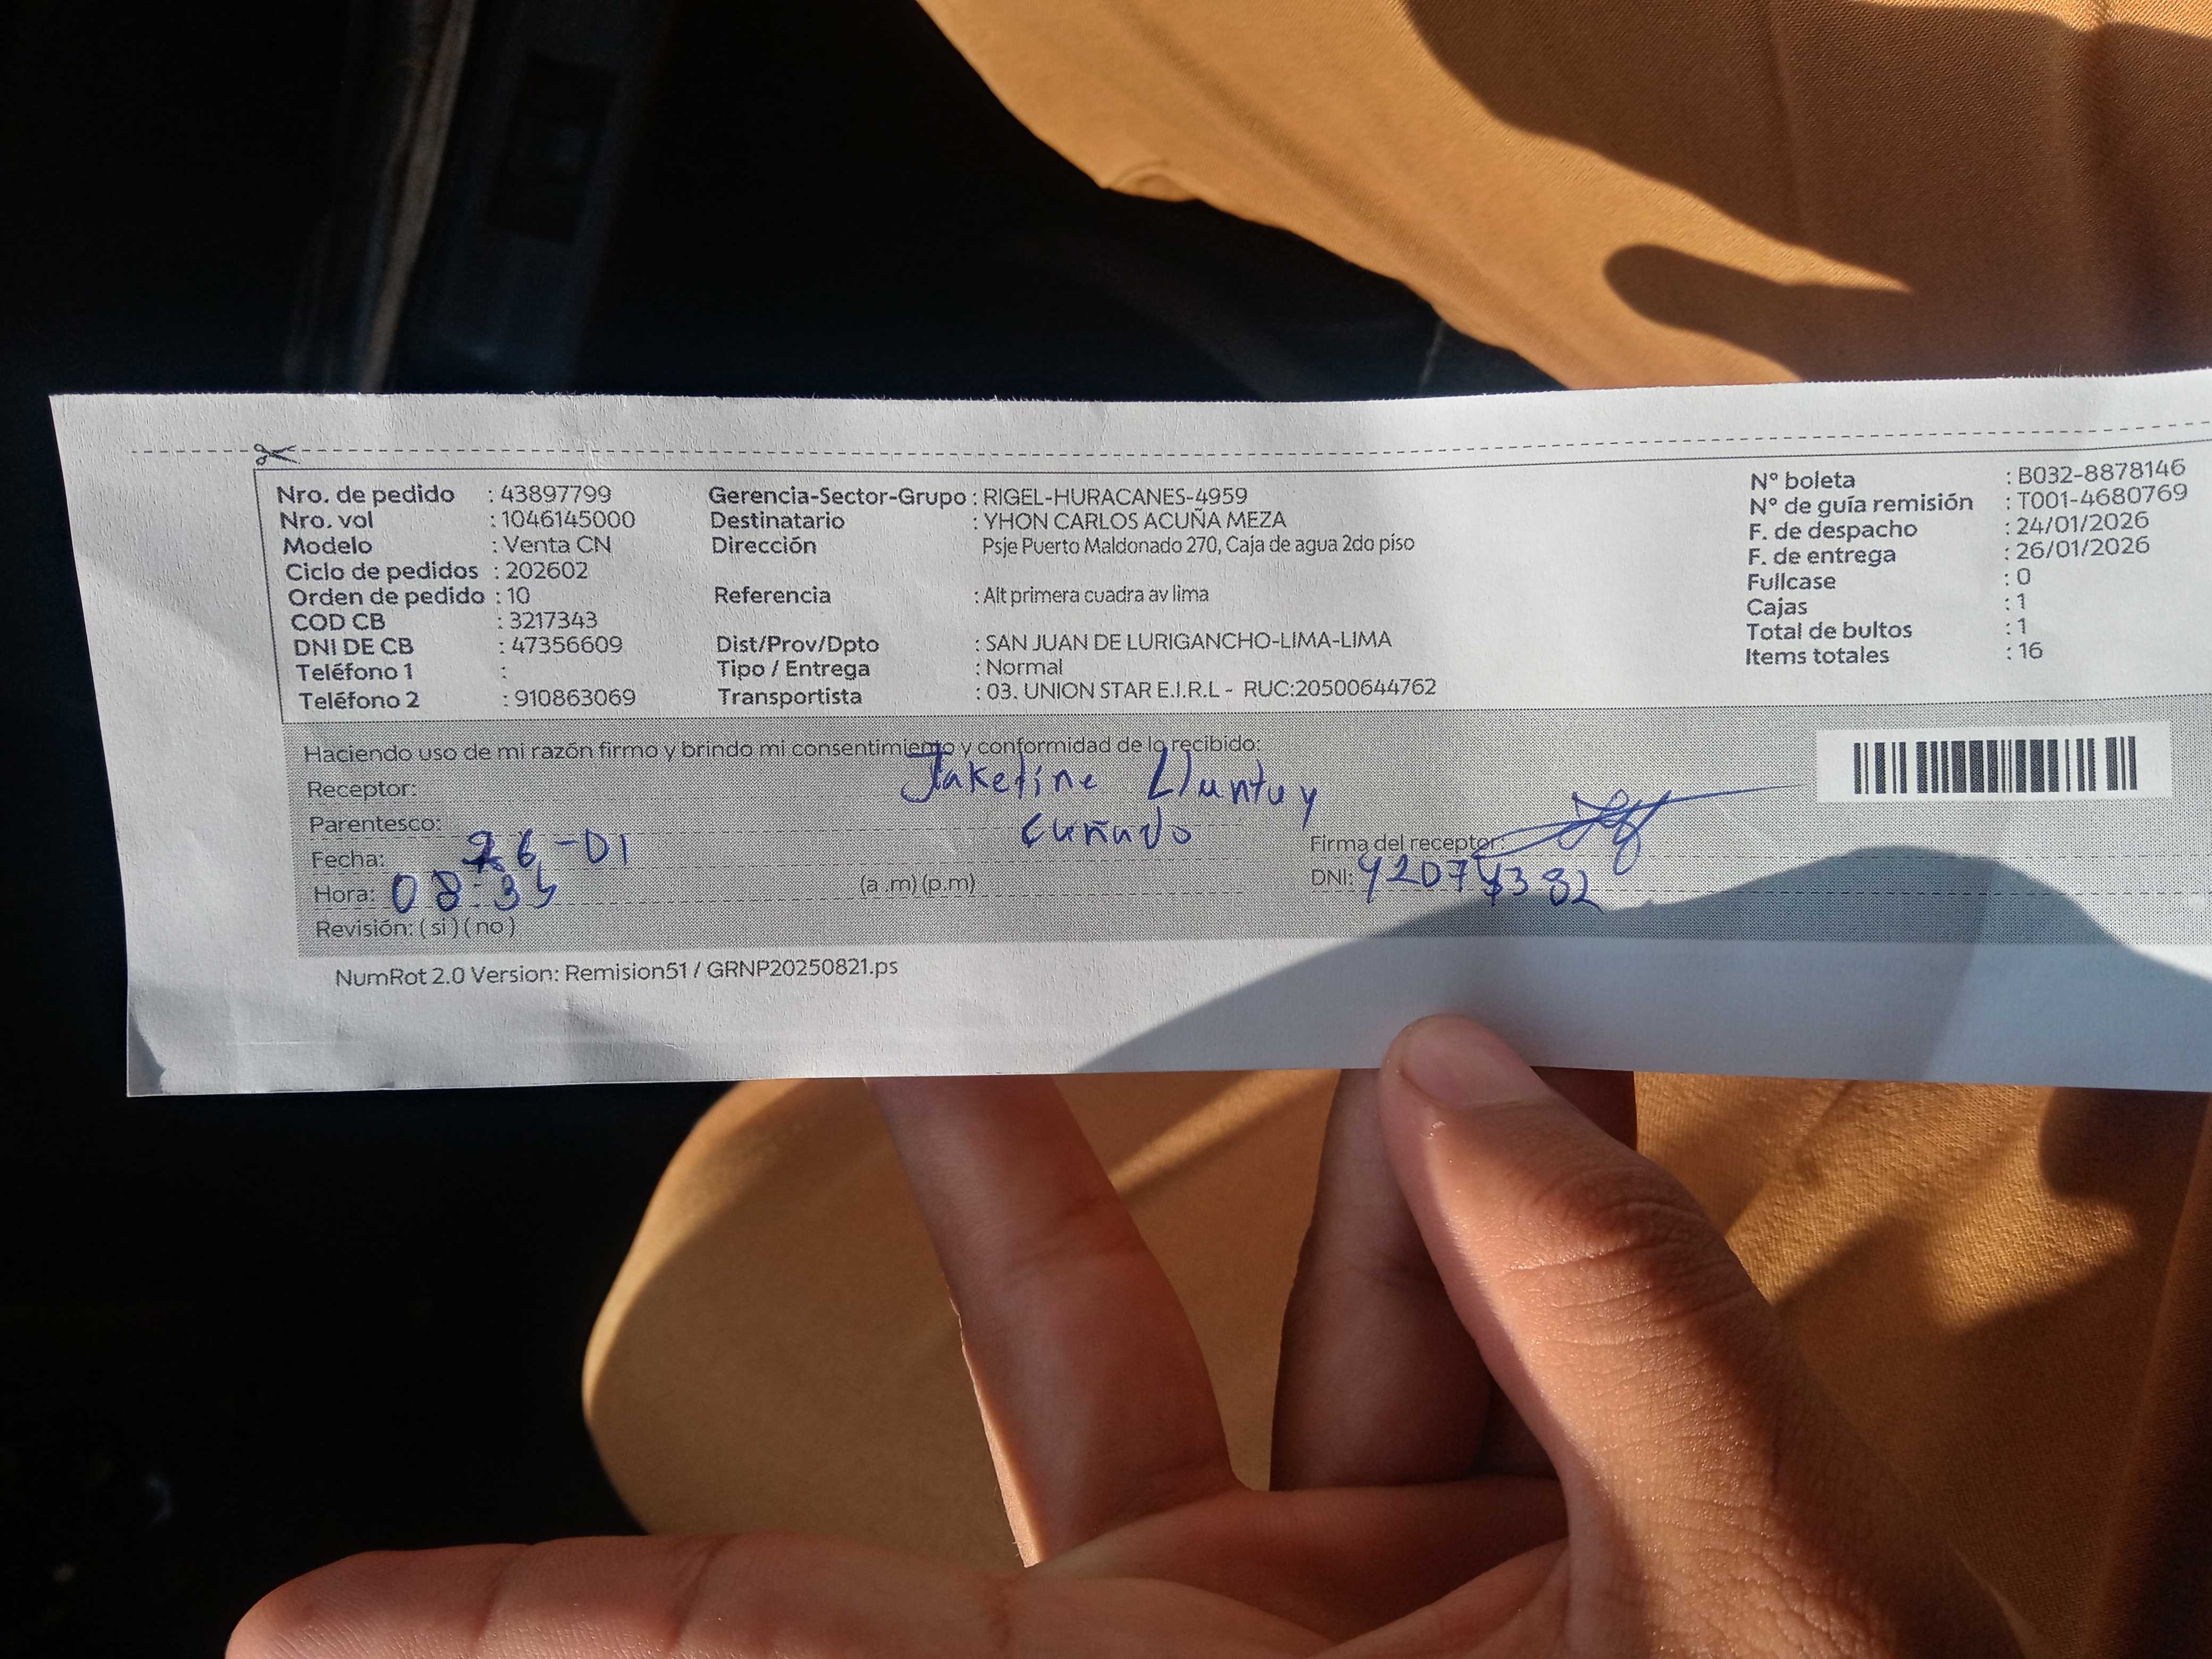 Nro. de pedido : 43897799 Gerencia-Sector-Grupo : RIGEL-HURACANES-4959 N° boleta : B032-8878146
Nro. vol : 1046145000 Destinatario : YHON CARLOS ACUÑA MEZA N° de guía remisión : T001-4680769
Modelo : Venta CN Dirección Psje Puerto Maldonado 270, Caja de agua 2do piso F. de despacho : 24/01/2026
Ciclo de pedidos : 202602 F. de entrega : 26/01/2026
Orden de pedido : 10 Referencia : Alt primera cuadra av lima Fullcase : 0
COD CB : 3217343 Cajas : 1
DNI DE CB : 47356609 Dist/Prov/Dpto : SAN JUAN DE LURIGANCHO-LIMA-LIMA Total de bultos : 1
Teléfono 1 : Tipo / Entrega : Normal Items totales : 16
Teléfono 2 : 910863069 Transportista : 03. UNION STAR E.I.R.L - RUC:20500644762
Haciendo uso de mi razón firmo y brindo mi consentimiento y conformidad de lo recibido:
Receptor: Lluntuy
Parentesco: cuñado
Firma del receptor:
Fecha: 26-01
Hora: 08:35 (a .m) (p.m) DNI:
Revisión: ( si ) ( no )
NumRot 2.0 Version: Remision51 / GRNP20250821.ps